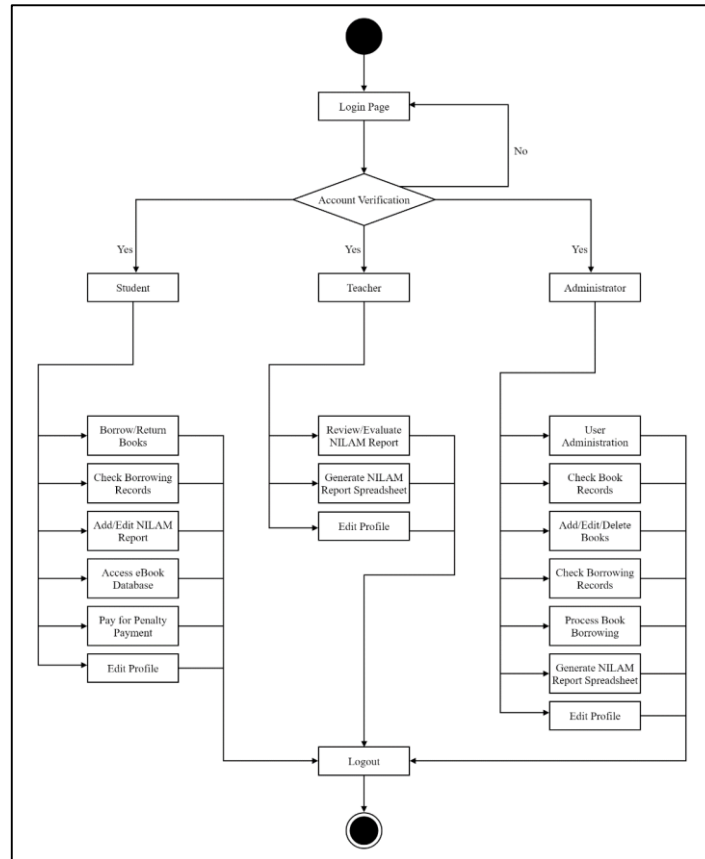 Login Page
No
Account Verification
Yes
Yes
Yes
Student
Teacher
Administrator
Borrow/Return
Books
Check Borrowing
Records
Add/Edit NILAM
Report
Access eBook
Database
Pay for Penalty
Payment
Edit Profile
Review/Evaluate
NILAM Report
Generate NILAM
Report Spreadsheet
Edit Profile
User
Administration
Check Book
Records
Add/Edit/Delete
Books
Check Borrowing
Records
Process Book
Borrowing
Generate NILAM
Report Spreadsheet
Edit Profile
Logout